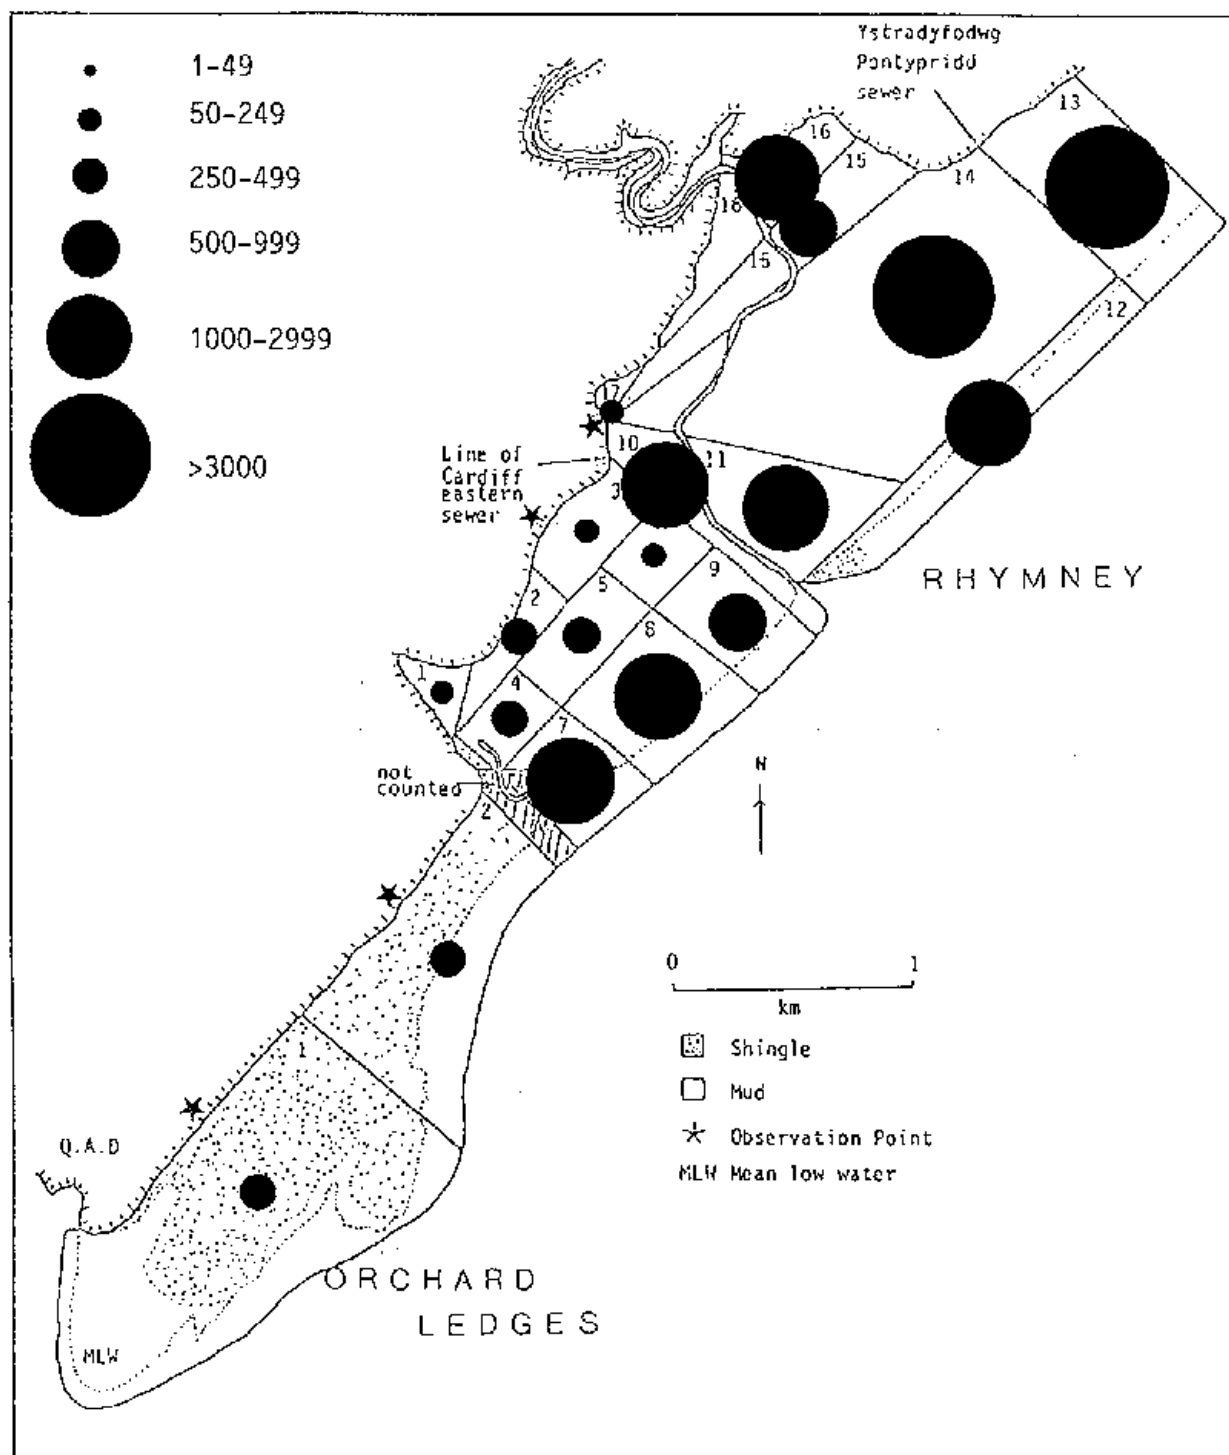 1-49
50-249
250-499
500-999
1000-2999
>3000
Ystradyfodwg
Pontypridd
sewer
13
16
15
14
18
15
12
17
10
11
Line of
Cardiff
eastern
sewer
3
9
2
5
8
1
4
7
RHYMNEY
not
counted
2
N
0 1
km
Shingle
Mud
Observation Point
MLW Mean low water
1
Q.A.D
ORCHARD
LEDGES
MLW